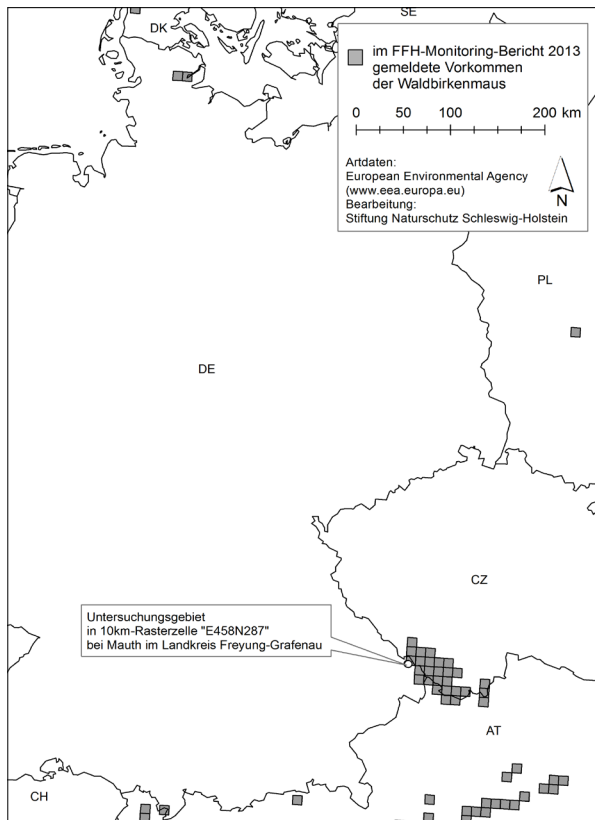 SE
DK
im FFH-Monitoring-Bericht 2013
gemeldete Vorkommen
der Waldbirkenmaus
0 50 100 200 km
Artdaten:
European Environmental Agency
(www.eea.europa.eu)
Bearbeitung:
Stiftung Naturschutz Schleswig-Holstein
N
PL
DE
CZ
Untersuchungsgebiet
in 10km-Rasterzelle "E458N287"
bei Mauth im Landkreis Freyung-Grafenau
AT
CH